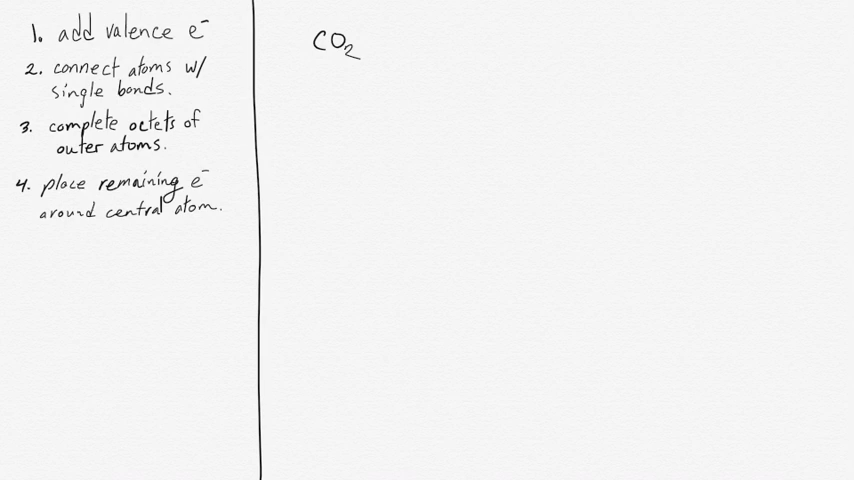 1. add valence e⁻
2. connect atoms w/
single bonds.
3. complete octets of
outer atoms.
4. place remaining e⁻
around central atom.
CO₂